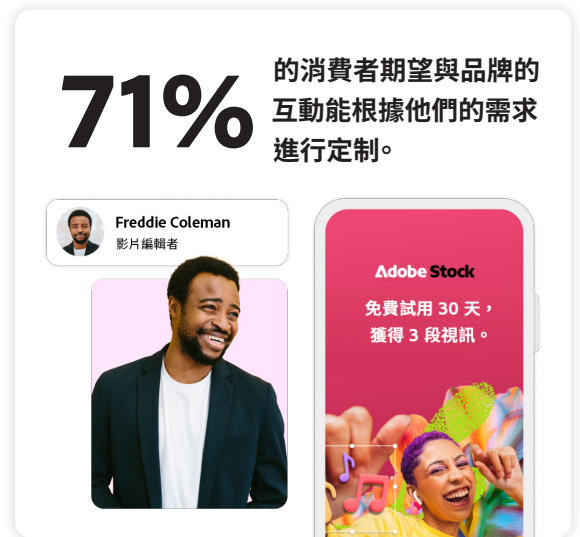 71%
的消費者期望與品牌的
互動能根據他們的需求
進行定制。
Freddie Coleman
影片編輯者
Adobe Stock
免費試用 30 天，
獲得 3 段視訊。